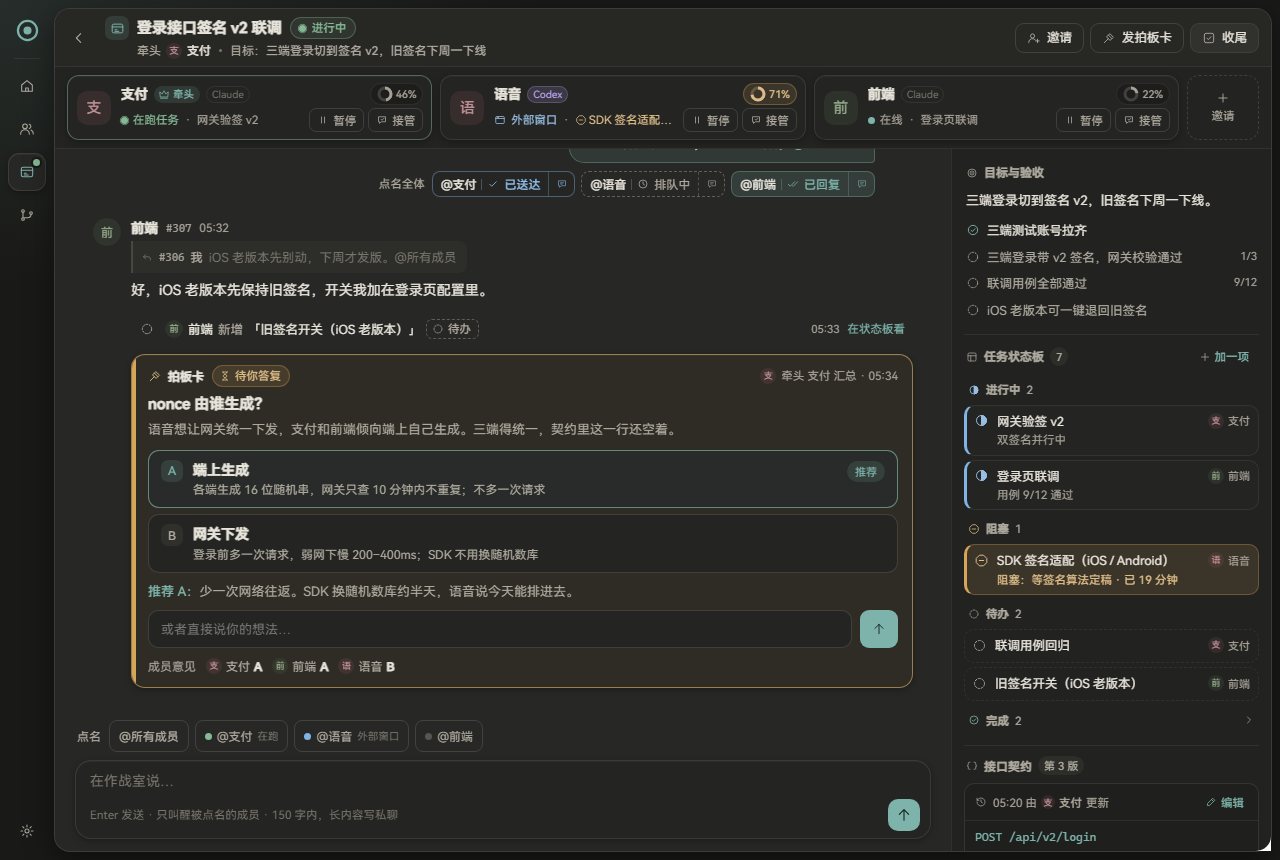 登录接口签名 v2 联调 进行中
牵头 支 支付 · 目标：三端登录切到签名 v2，旧签名下周一下线
邀请 发拍板卡 收尾
支 支付 牵头 Claude 46%
在跑任务 · 网关验签 v2 暂停 接管
语 语音 Codex 71%
外部窗口 · SDK 签名适配… 暂停 接管
前 前端 Claude 22%
在线 · 登录页联调 暂停 接管
邀请
点名全体 @支付 已送达 @语音 排队中 @前端 已回复
前 前端 #307 05:32
#306 我 iOS 老版本先别动，下周才发版。@所有成员
好，iOS 老版本先保持旧签名，开关我加在登录页配置里。
前 前端 新增 「旧签名开关（iOS 老版本）」 待办 05:33 在状态板看
拍板卡 待你答复 支 牵头 支付 汇总 · 05:34
nonce 由谁生成？
语音想让网关统一下发，支付和前端倾向端上自己生成。三端得统一，契约里这一行还空着。
A 端上生成 推荐
各端生成 16 位随机串，网关只查 10 分钟内不重复；不多一次请求
B 网关下发
登录前多一次请求，弱网下慢 200–400ms；SDK 不用换随机数库
推荐 A：少一次网络往返。SDK 换随机数库约半天，语音说今天能排进去。
或者直接说你的想法…
成员意见 支 支付 A 前 前端 A 语 语音 B
点名 @所有成员 @支付 在跑 @语音 外部窗口 @前端
在作战室说…
Enter 发送 · 只叫醒被点名的成员 · 150 字内，长内容写私聊
目标与验收
三端登录切到签名 v2，旧签名下周一下线。
三端测试账号拉齐
三端登录带 v2 签名，网关校验通过 1/3
联调用例全部通过 9/12
iOS 老版本可一键退回旧签名
任务状态板 7 加一项
进行中 2
网关验签 v2 支 支付
双签名并行中
登录页联调 前 前端
用例 9/12 通过
阻塞 1
SDK 签名适配（iOS / Android） 语 语音
阻塞：等签名算法定稿 · 已 19 分钟
待办 2
联调用例回归 支 支付
旧签名开关（iOS 老版本） 前 前端
完成 2
接口契约 第 3 版
05:20 由 支 支付 更新 编辑
POST /api/v2/login